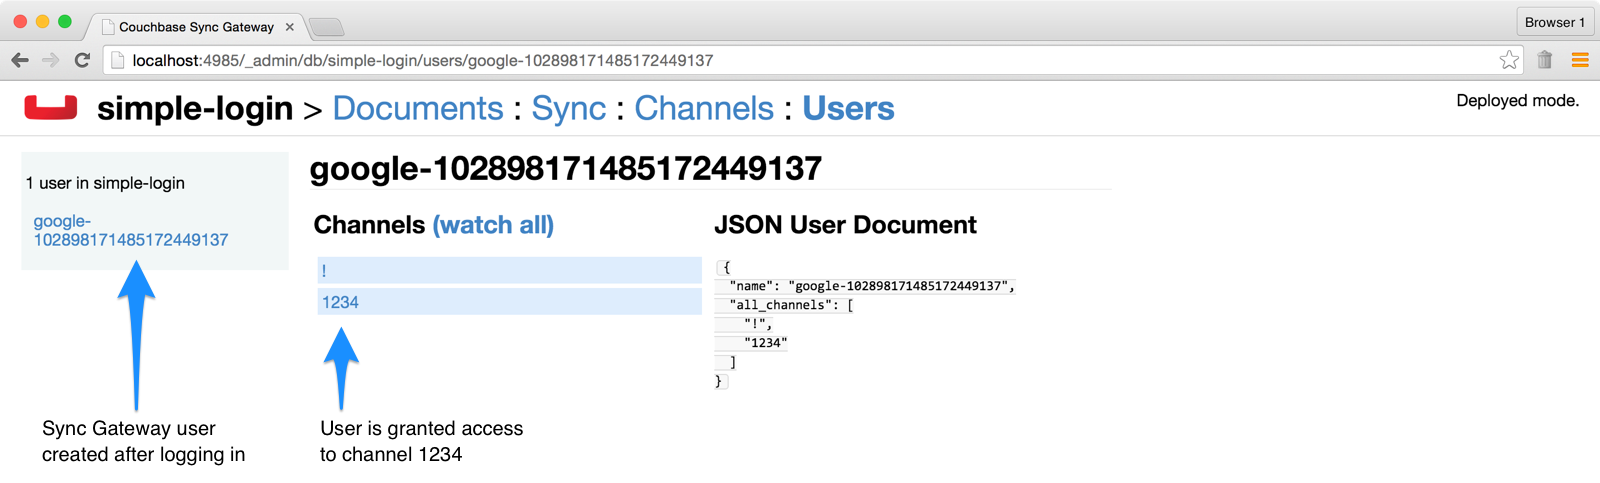 Couchbase Sync Gateway
Browser 1
localhost:4985/_admin/db/simple-login/users/google-102898171485172449137
simple-login > Documents : Sync : Channels : Users
Deployed mode.
1 user in simple-login
google-
102898171485172449137
google-102898171485172449137
Channels (watch all)
!
1234
JSON User Document
{
"name": "google-102898171485172449137",
"all_channels": [
"!",
"1234"
]
}
Sync Gateway user
created after logging in
User is granted access
to channel 1234